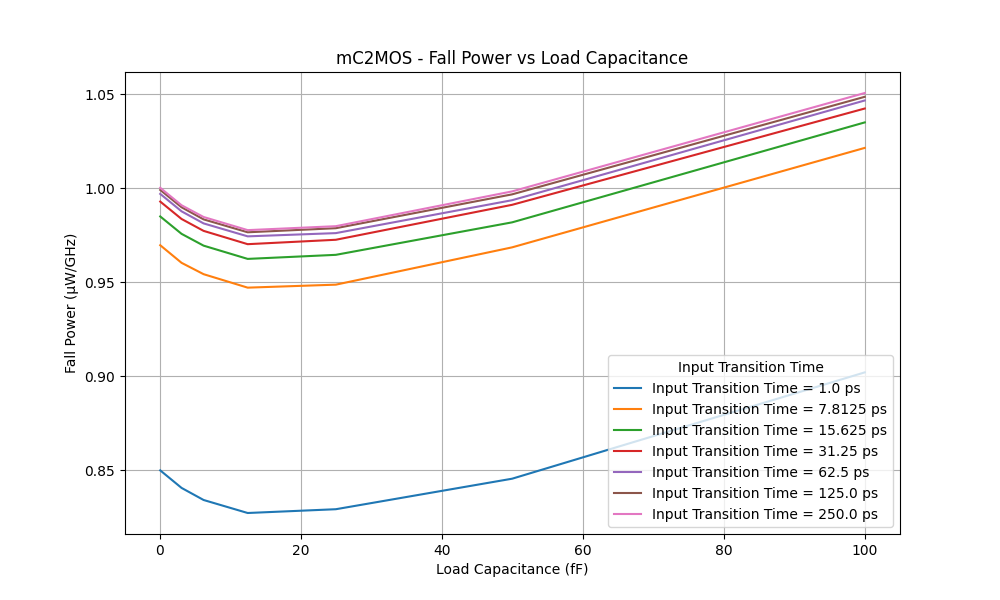 mC2MOS - Fall Power vs Load Capacitance
Fall Power (μW/GHz)
1.05
1.00
0.95
0.90
0.85
Input Transition Time
Input Transition Time = 1.0 ps
Input Transition Time = 7.8125 ps
Input Transition Time = 15.625 ps
Input Transition Time = 31.25 ps
Input Transition Time = 62.5 ps
Input Transition Time = 125.0 ps
Input Transition Time = 250.0 ps
0 20 40 60 80 100
Load Capacitance (fF)